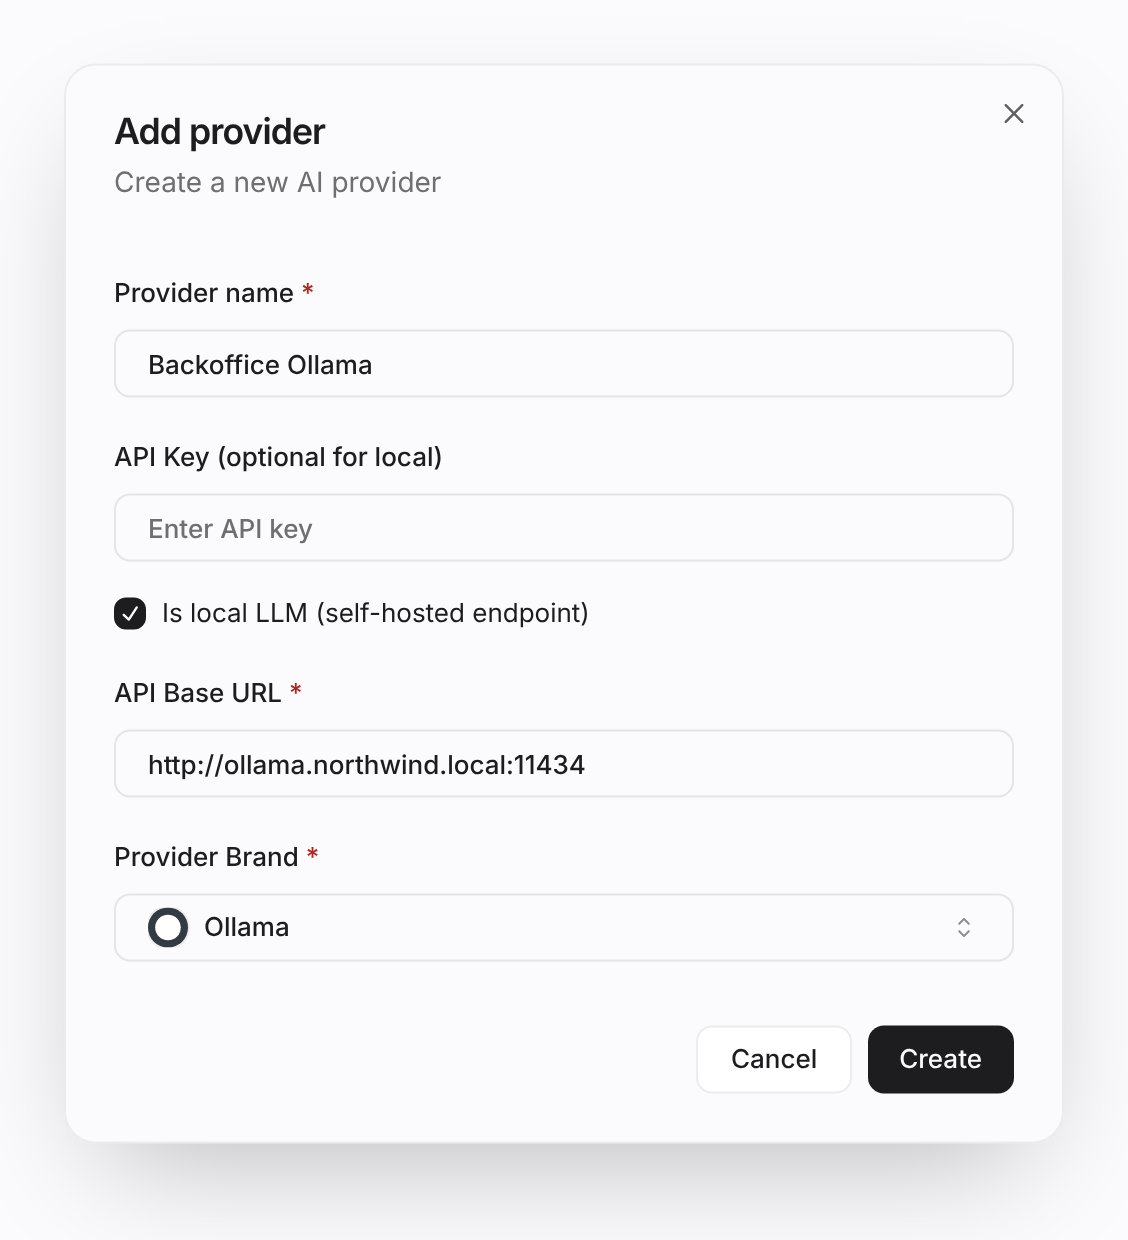 Add provider
Create a new AI provider
Provider name *
Backoffice Ollama
API Key (optional for local)
Enter API key
Is local LLM (self-hosted endpoint)
API Base URL *
http://ollama.northwind.local:11434
Provider Brand *
Ollama
Cancel
Create